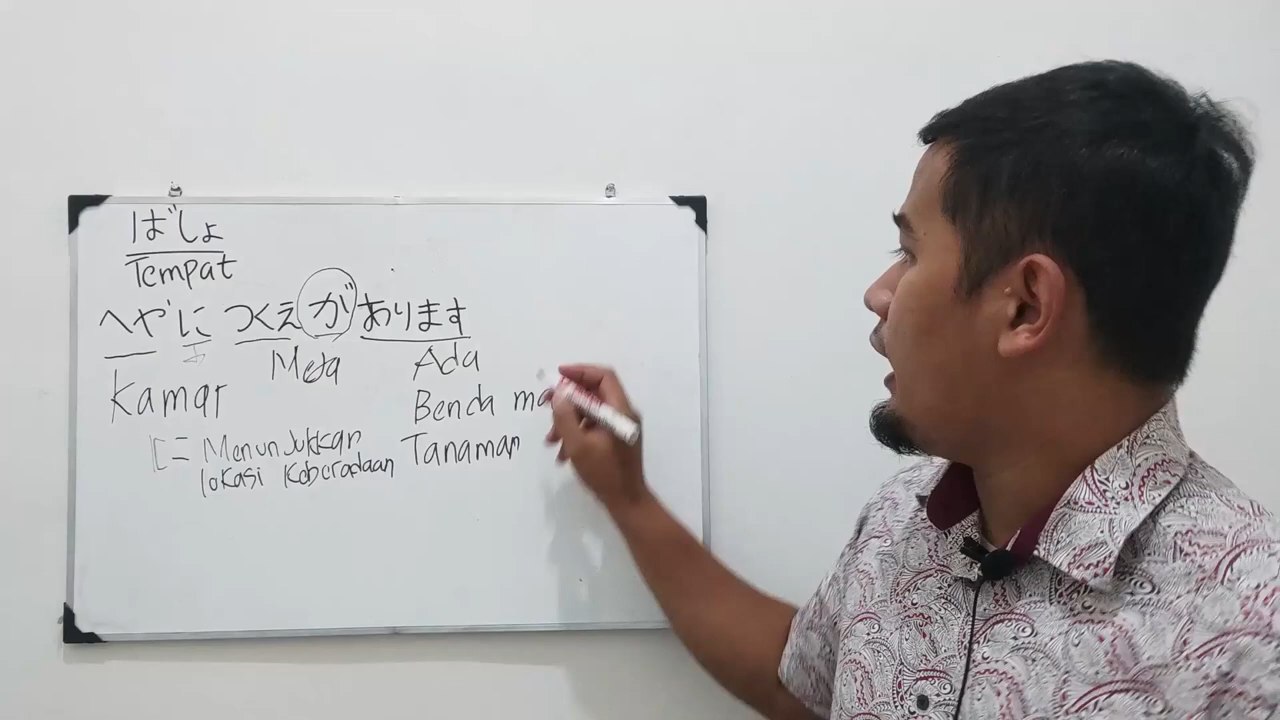 ばしょ
Tempat
へやに つくえが あります
Kamar Meja Ada
Benda
に = Menunjukkan Tanaman
lokasi Keberadaan